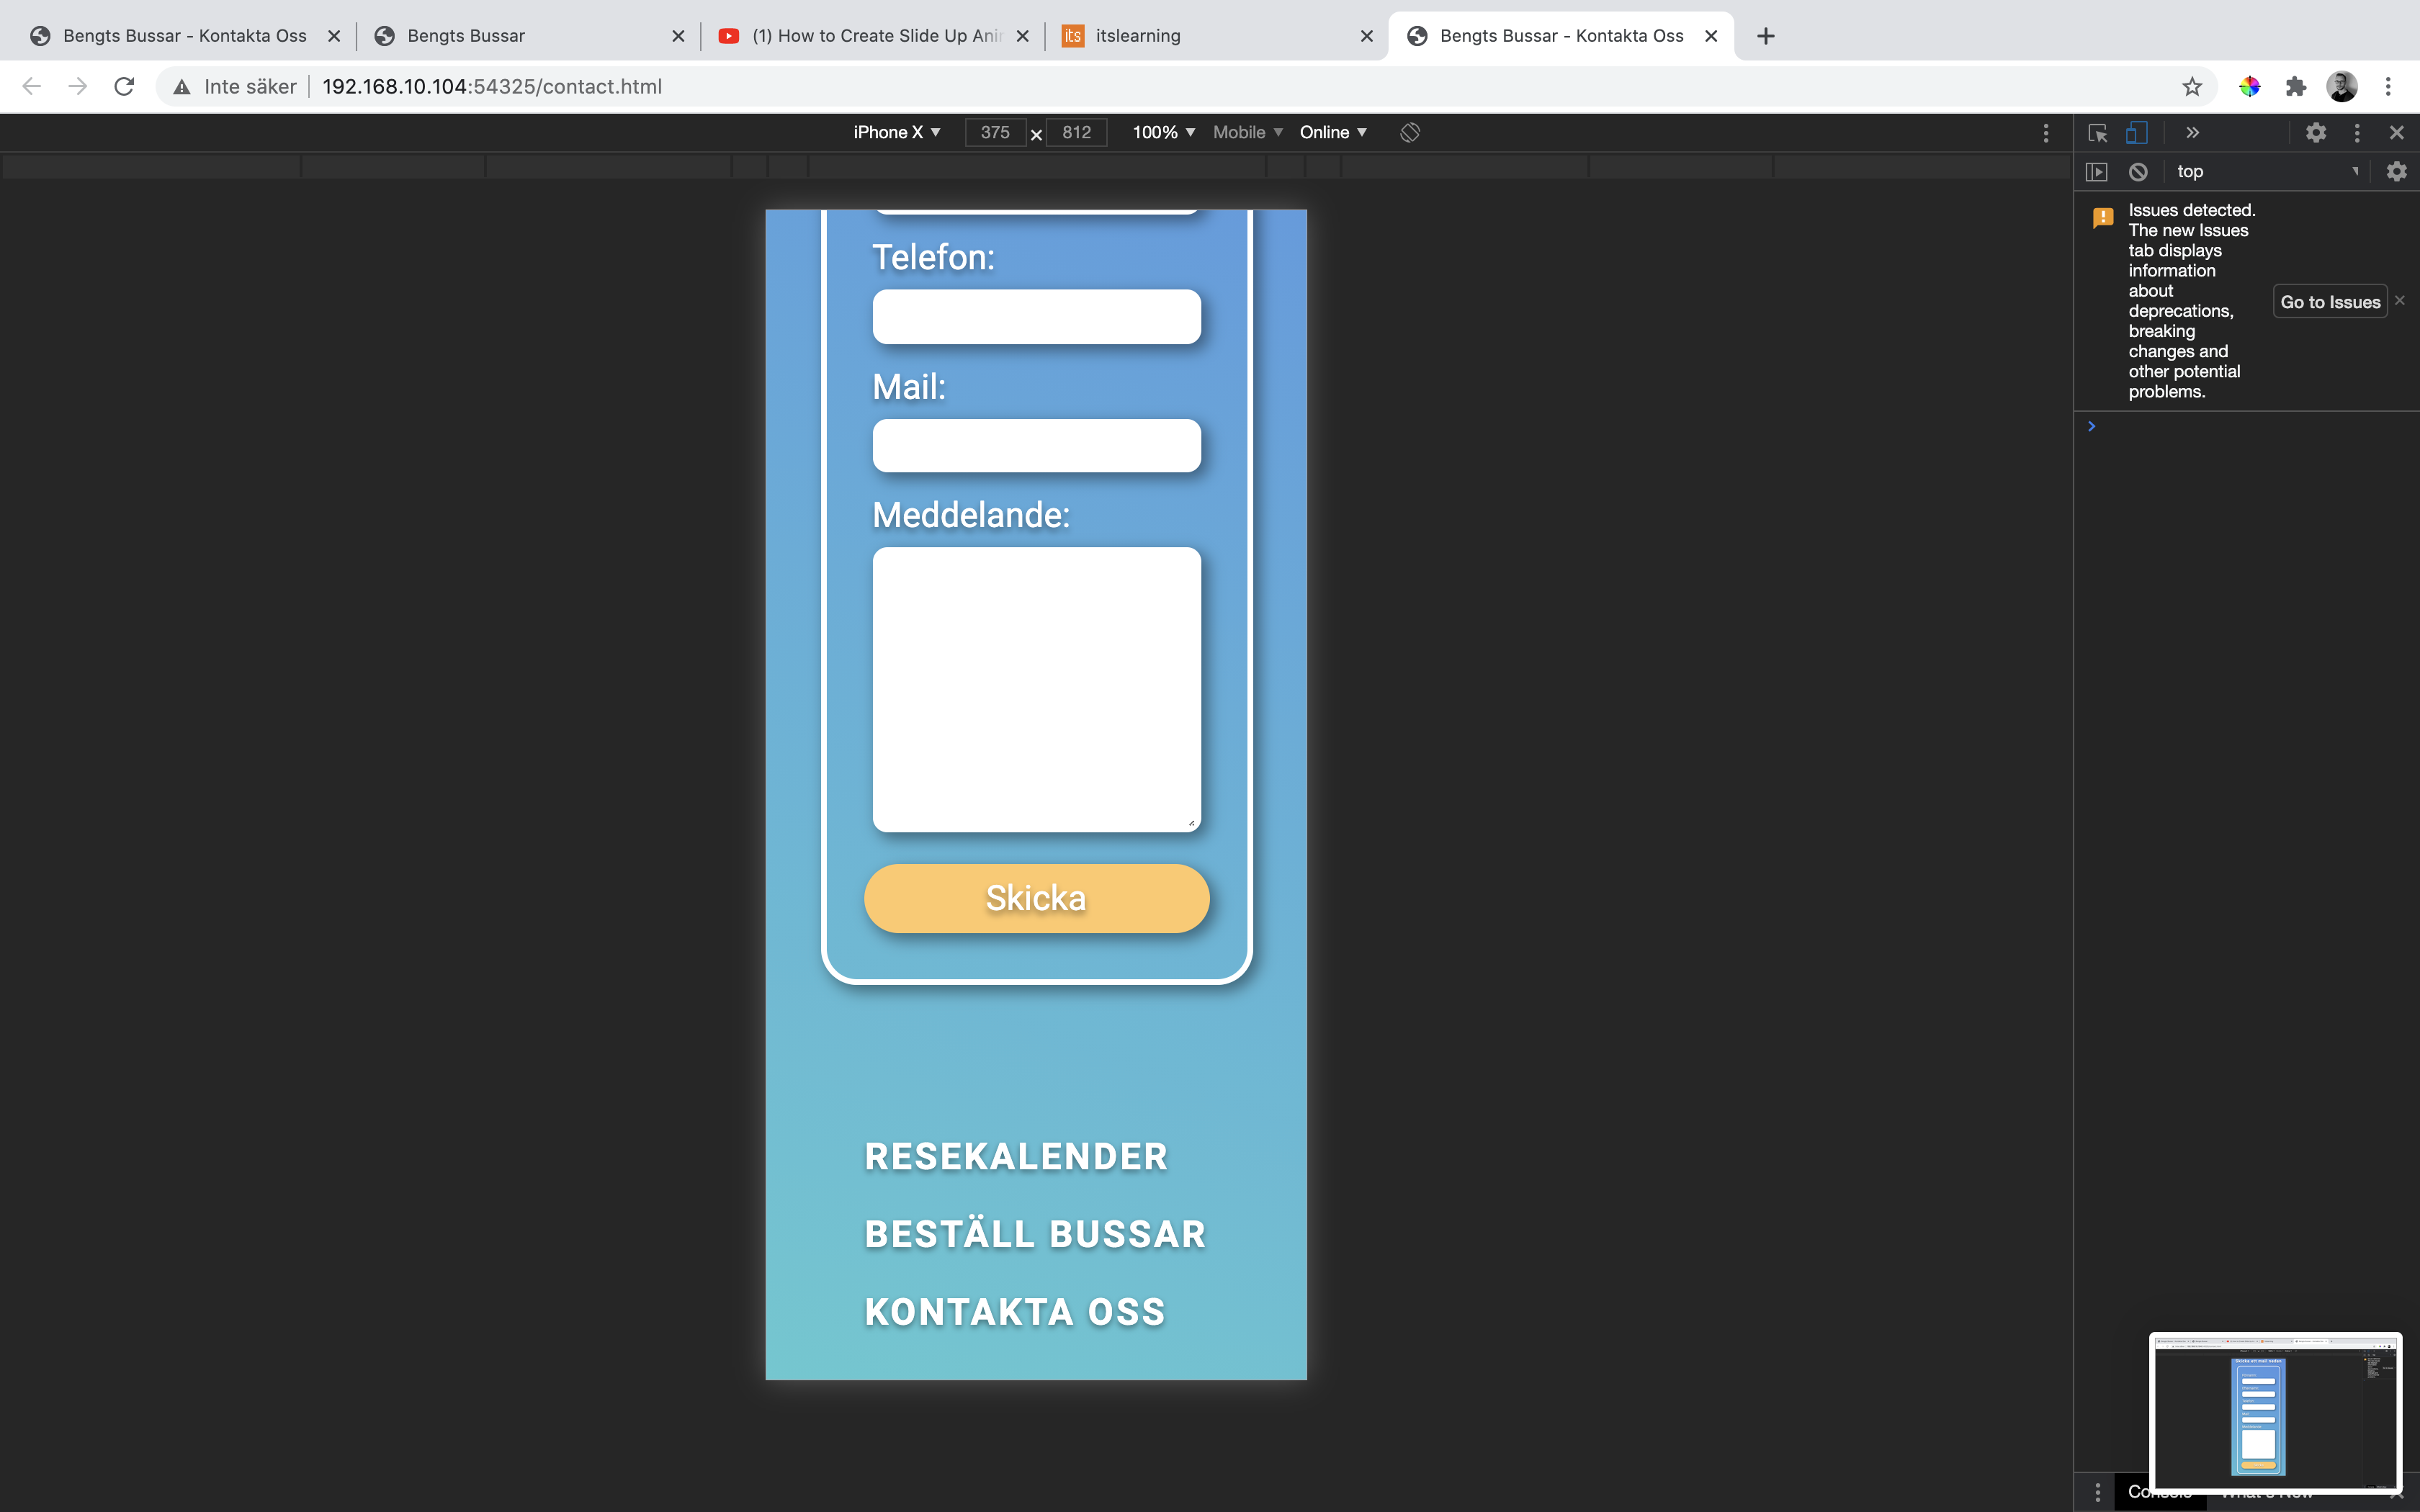 Bengts Bussar - Kontakta Oss
Bengts Bussar
(1) How to Create Slide Up Ani
its itslearning
Bengts Bussar - Kontakta Oss
Inte säker 192.168.10.104:54325/contact.html
iPhone X 375 x 812 100% Mobile Online
top
Issues detected.
The new Issues
tab displays
information
about
deprecations,
breaking
changes and
other potential
problems.
Go to Issues
Telefon:
Mail:
Meddelande:
Skicka
RESEKALENDER
BESTÄLL BUSSAR
KONTAKTA OSS
Console What's New